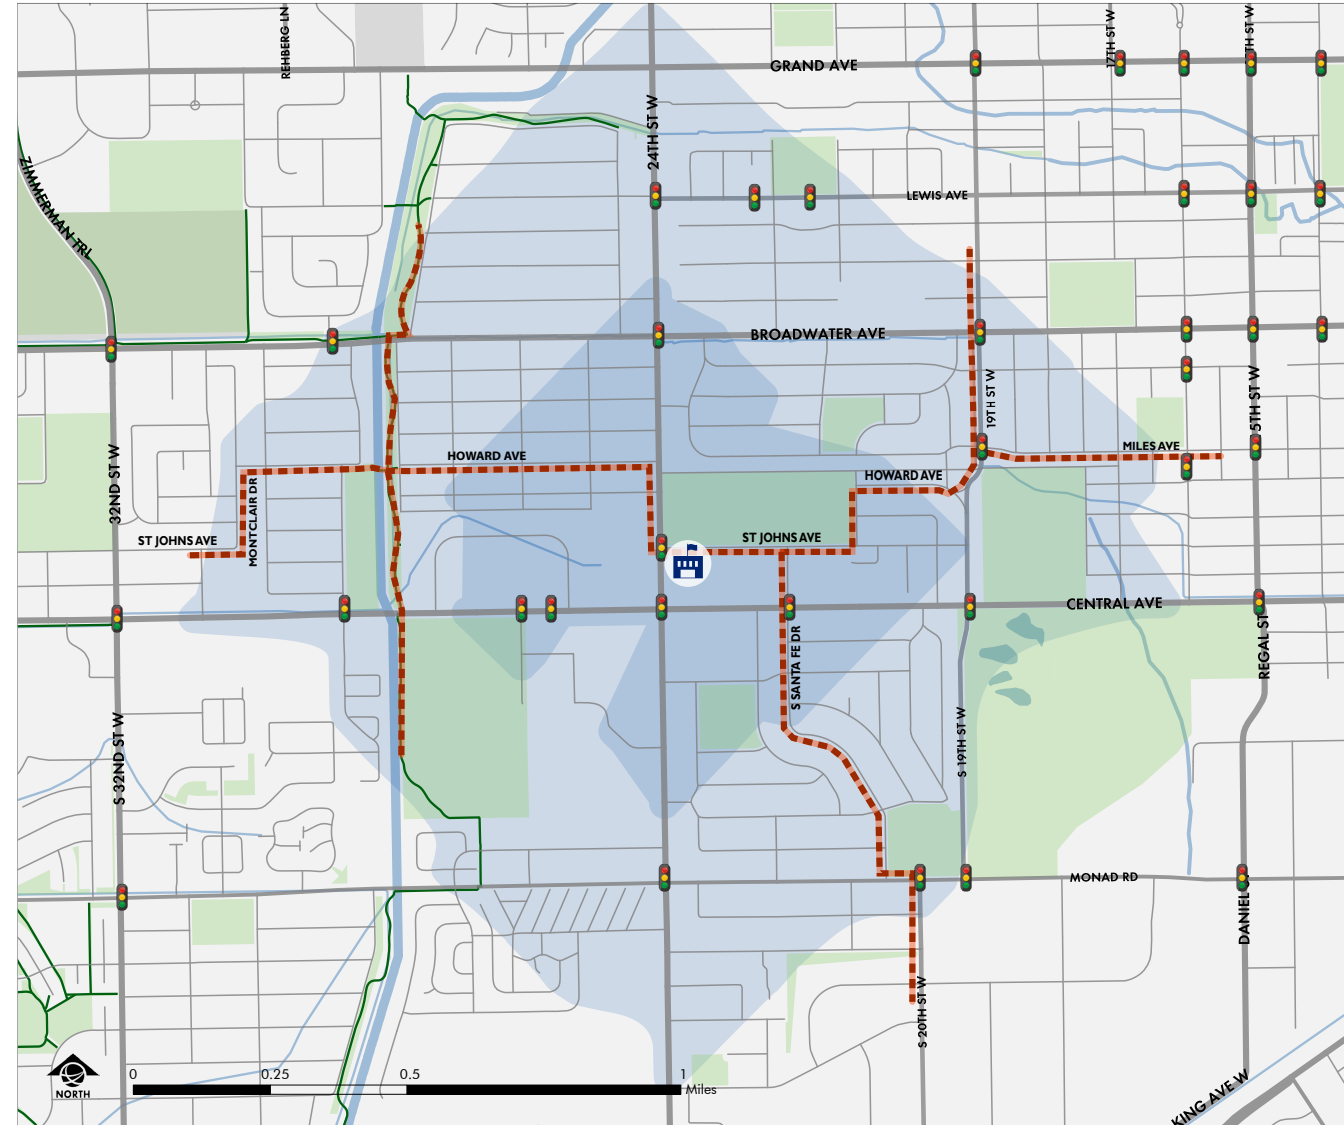 REHBERG LN
17TH ST W
7TH ST W
GRAND AVE
24TH ST W
ZIMMERMAN TRL
LEWIS AVE
BROADWATER AVE
19TH ST W
5TH ST W
32ND ST W
HOWARD AVE
MILES AVE
HOWARD AVE
MONTCLAIR DR
ST JOHNS AVE
ST JOHNS AVE
CENTRAL AVE
REGAL ST
S SANTA FE DR
S 32ND ST W
S 19TH ST W
MONAD RD
DANIEL S
S 20TH ST W
KING AVE W
NORTH
0 0.25 0.5 1
Miles